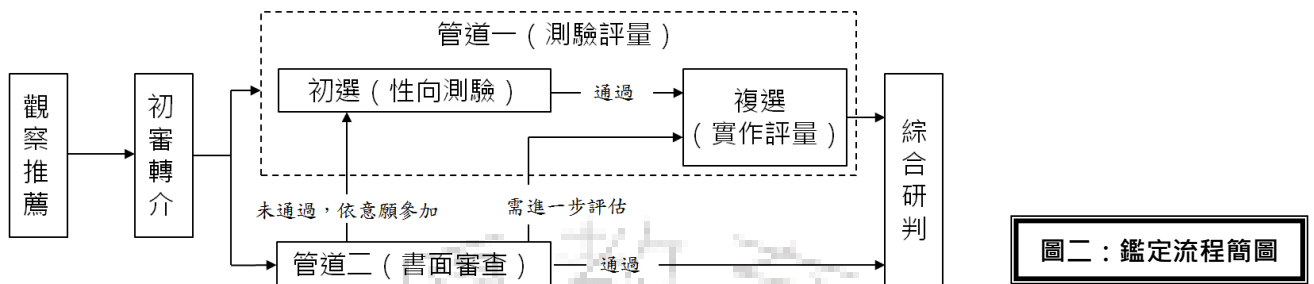 管道一（測驗評量）
觀察推薦
初審轉介
初選（性向測驗）
通過
複選
（實作評量）
綜合研判
未通過，依意願參加
需進一步評估
管道二（書面審查）
通過
圖二：鑑定流程簡圖